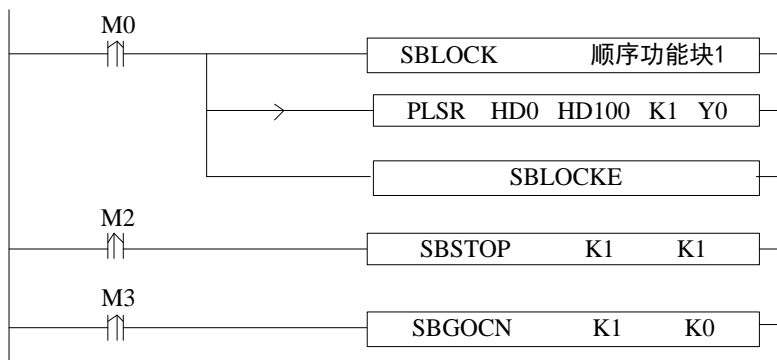 M0
SBLOCK 顺序功能块1
PLSR HD0 HD100 K1 Y0
SBLOCKE
M2
SBSTOP K1 K1
M3
SBGOCN K1 K0